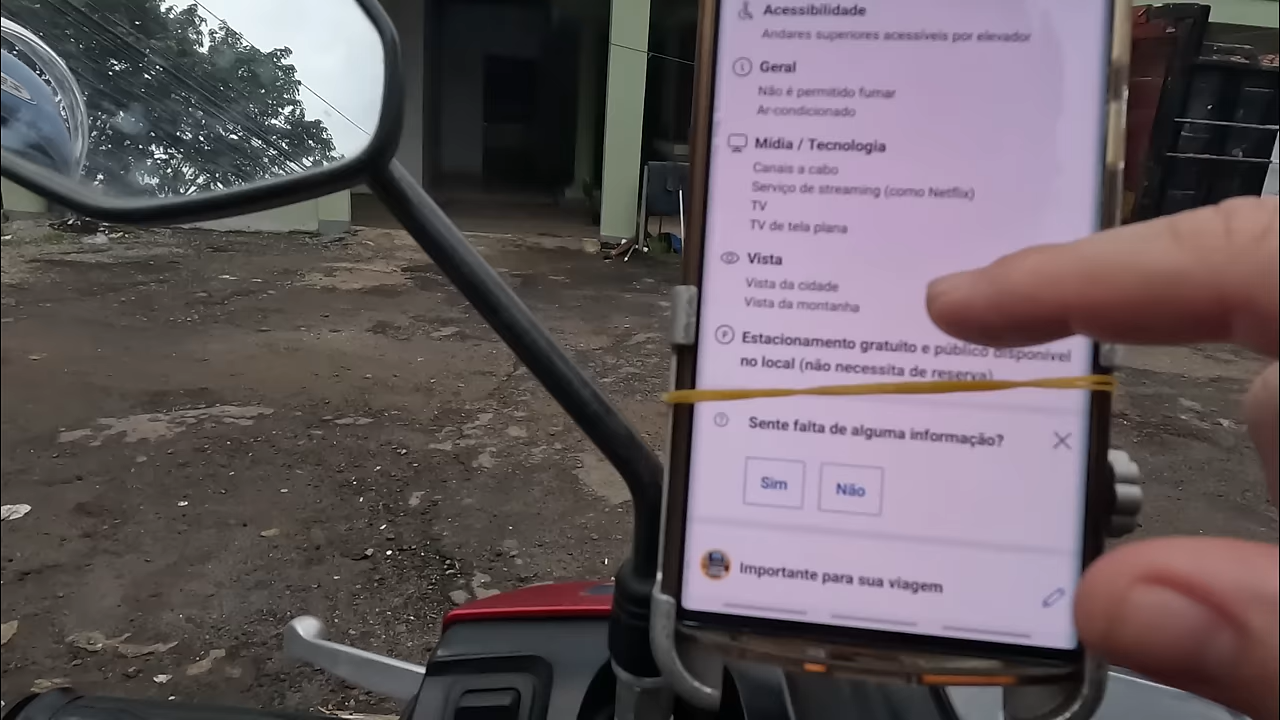 Acessibilidade
Andares superiores acessíveis por elevador
Geral
Não é permitido fumar
Ar-condicionado
Mídia / Tecnologia
Canais a cabo
Serviço de streaming (como Netflix)
TV
TV de tela plana
Vista
Vista da cidade
Vista da montanha
Estacionamento gratuito e público disponível
no local (não necessita de reserva)
Sente falta de alguma informação?
Sim
Não
Importante para sua viagem